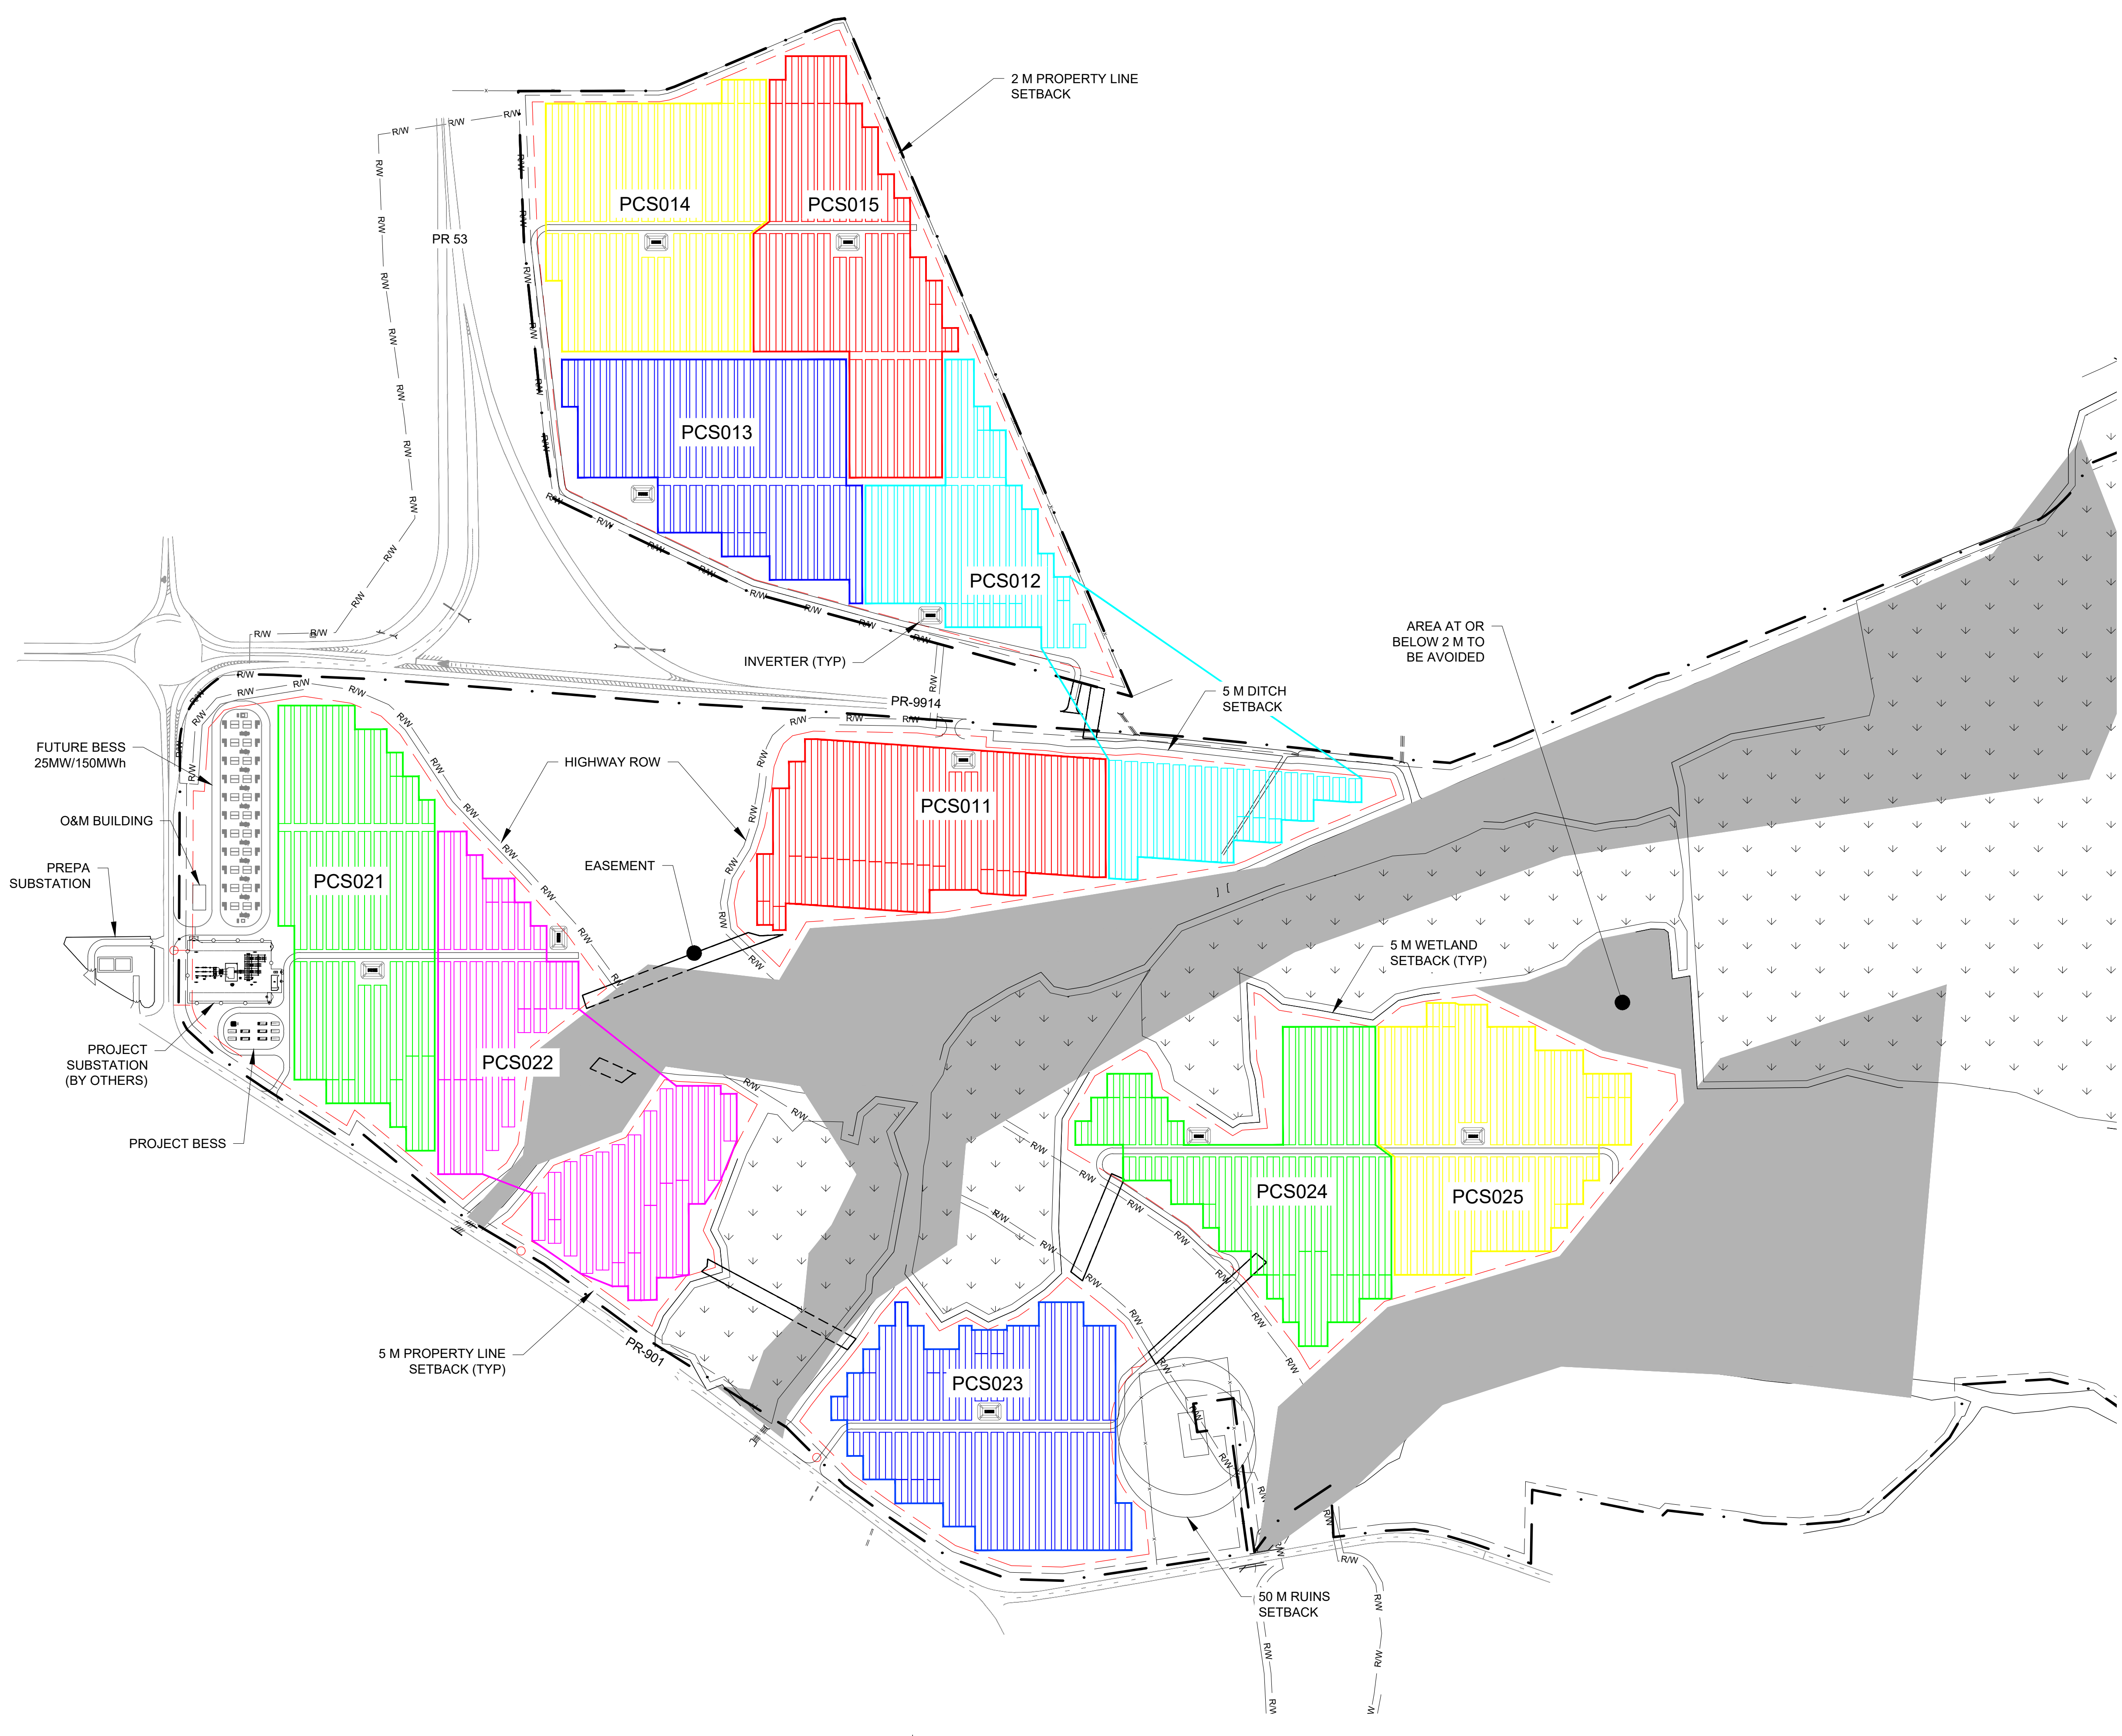 2 M PROPERTY LINE
SETBACK
R/W
R/W
R/W
R/W
R/W
R/W
R/W
PCS014
PCS015
R/W
R/W
PR 53
R/W
R/W
R/W
R/W
R/W
R/W
R/W
R/W
PCS013
R/W
R/W
R/W
R/W
R/W
R/W
R/W
R/W
PCS012
R/W
R/W
R/W
R/W
R/W
R/W
R/W
AREA AT OR
BELOW 2 M TO
BE AVOIDED
INVERTER (TYP)
R/W
R/W
R/W
R/W
R/W
R/W
5 M DITCH
SETBACK
PR-9914
R/W
R/W
R/W
R/W
R/W
R/W
FUTURE BESS
25MW/150MWh
R/W
R/W
R/W
HIGHWAY ROW
R/W
R/W
PCS011
O&M BUILDING
R/W
R/W
EASEMENT
PREPA
SUBSTATION
PCS021
R/W
R/W
R/W
R/W
R/W
5 M WETLAND
SETBACK (TYP)
PROJECT
SUBSTATION
(BY OTHERS)
PCS022
R/W
R/W
PROJECT BESS
R/W
R/W
R/W
R/W
PCS024
PCS025
R/W
R/W
R/W
R/W
R/W
R/W
R/W
5 M PROPERTY LINE
SETBACK (TYP)
PR-901
R/W
R/W
PCS023
R/W
R/W
R/W
R/W
R/W
50 M RUINS
SETBACK
R/W
R/W
R/W
R/W